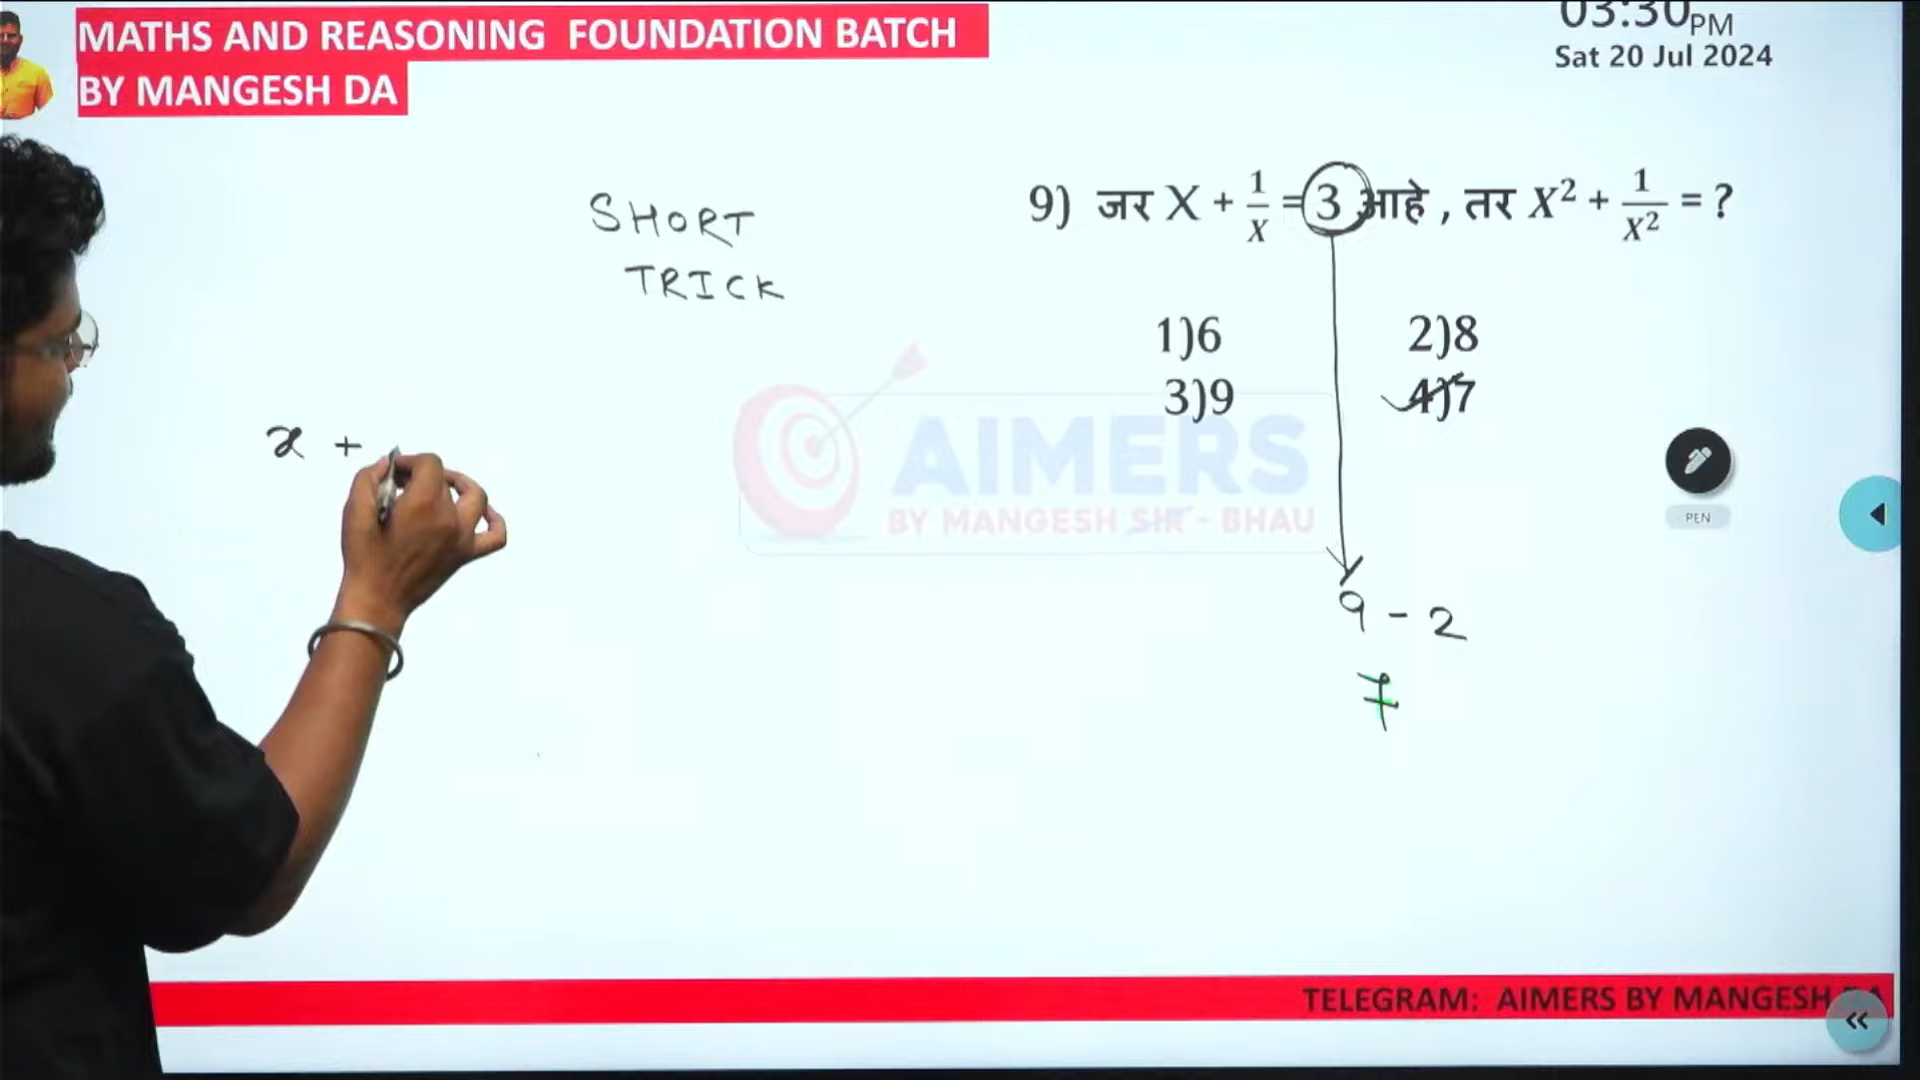 MATHS AND REASONING FOUNDATION BATCH
BY MANGESH DA
03:30PM
Sat 20 Jul 2024
SHORT
TRICK
9) जर X + 1/X = 3 आहे , तर X² + 1/X² = ?
1)6 2)8
3)9 4)7
x +
AIMERS
BY MANGESH SIR - BHAU
PEN
9 - 2
7
TELEGRAM: AIMERS BY MANGESH